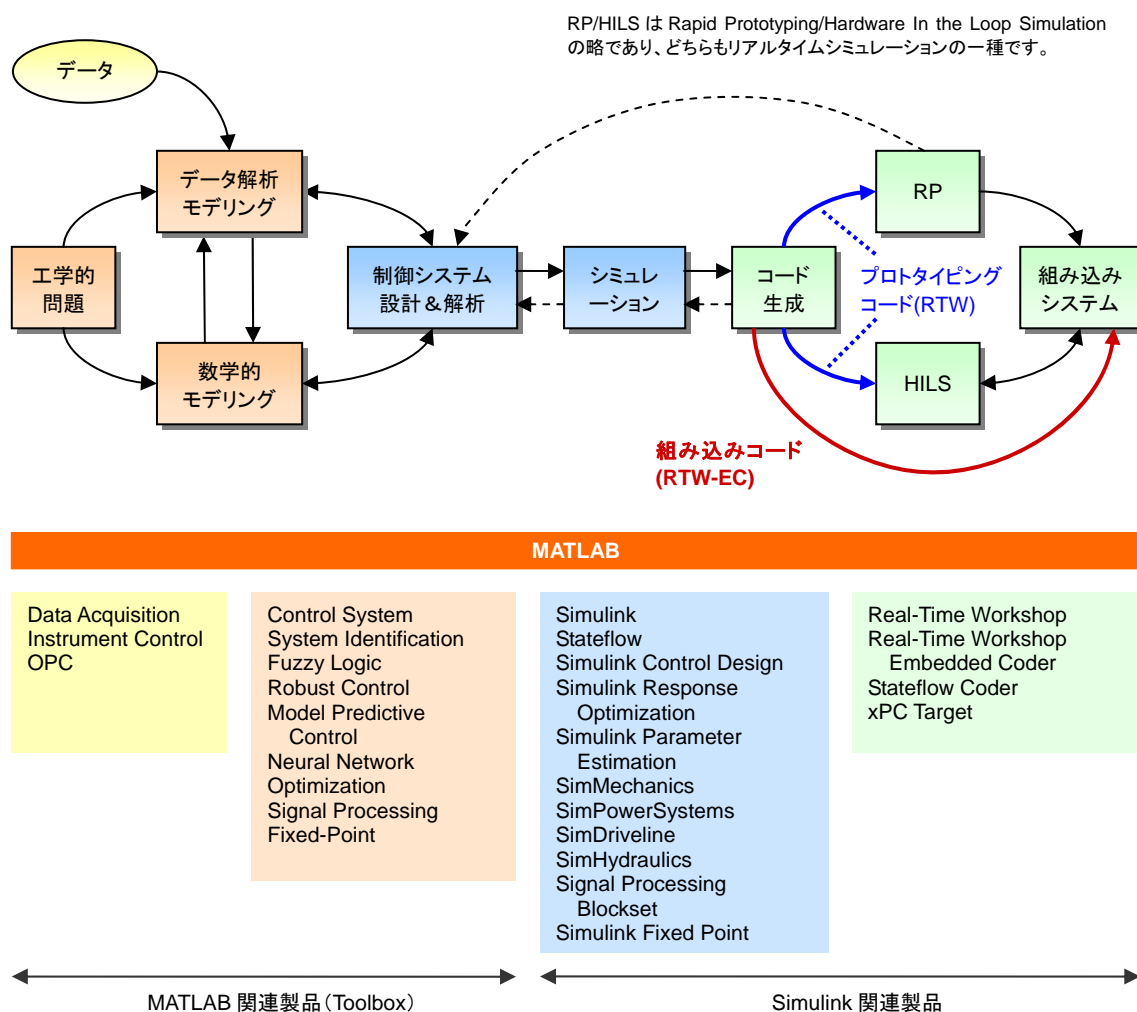 RP/HILS は Rapid Prototyping/Hardware In the Loop Simulation
の略であり、どちらもリアルタイムシミュレーションの一種です。
データ
データ解析
モデリング
工学的
問題
数学的
モデリング
制御システム
設計＆解析
シミュレ
ーション
コード
生成
RP
プロトタイピング
コード(RTW)
HILS
組み込み
システム
組み込みコード
(RTW-EC)
MATLAB
Data Acquisition
Instrument Control
OPC
Control System
System Identification
Fuzzy Logic
Robust Control
Model Predictive
Control
Neural Network
Optimization
Signal Processing
Fixed-Point
Simulink
Stateflow
Simulink Control Design
Simulink Response
Optimization
Simulink Parameter
Estimation
SimMechanics
SimPowerSystems
SimDriveline
SimHydraulics
Signal Processing
Blockset
Simulink Fixed Point
Real-Time Workshop
Real-Time Workshop
Embedded Coder
Stateflow Coder
xPC Target
MATLAB 関連製品（Toolbox）
Simulink 関連製品